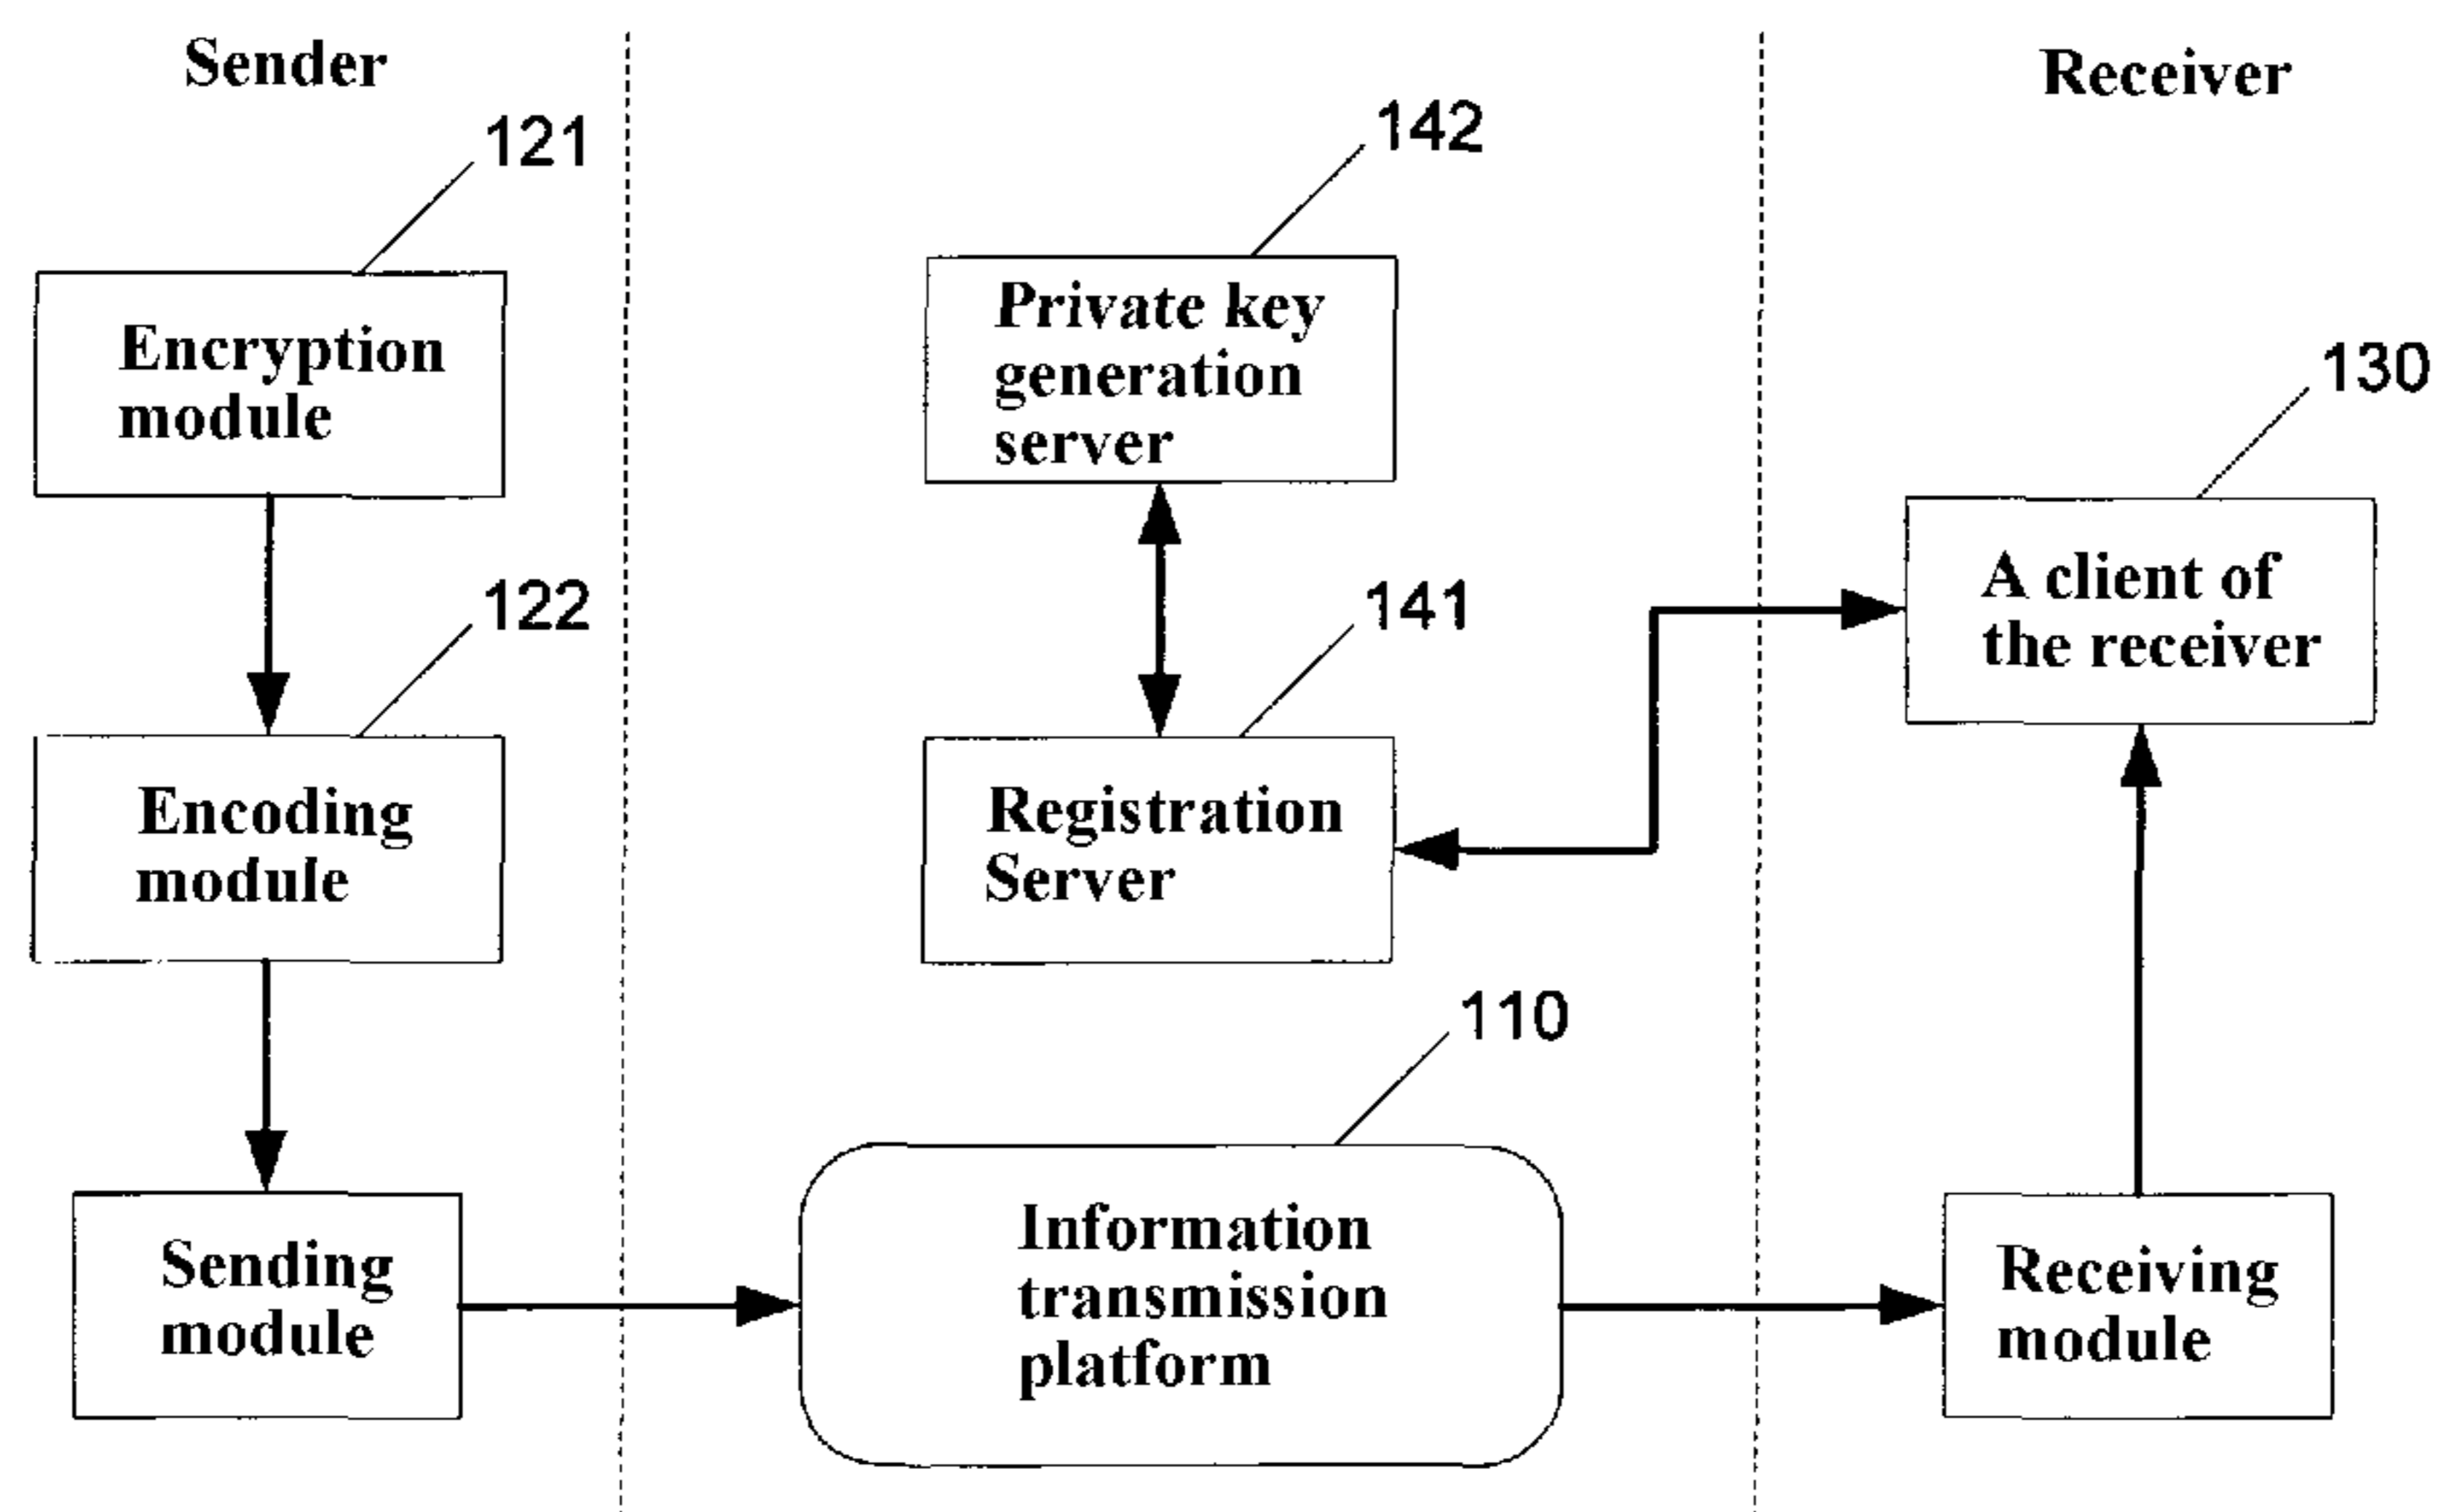 Sender
121
Encryption
module
122
Encoding
module
Sending
module
142
Private key
generation
server
141
Registration
Server
110
Information
transmission
platform
Receiver
130
A client of
the receiver
Receiving
module